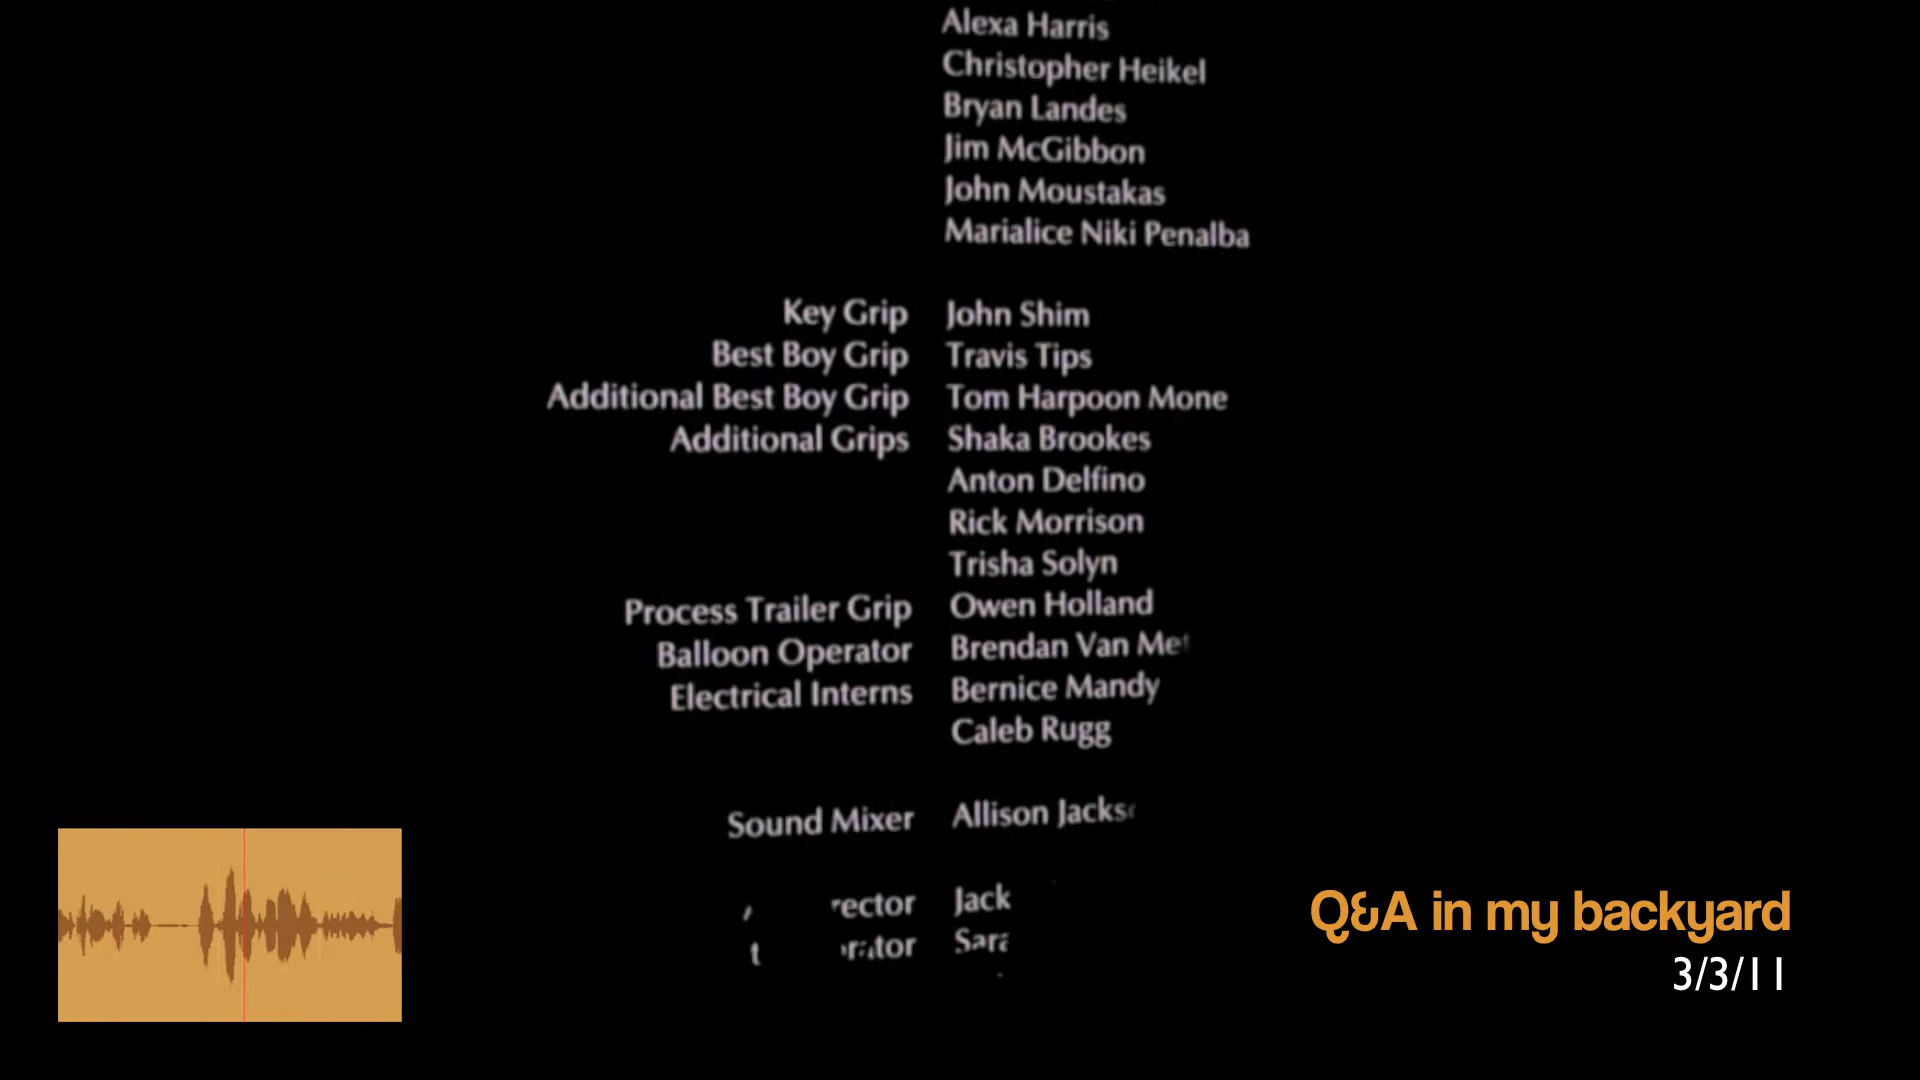 Alexa Harris
Christopher Heikel
Bryan Landes
Jim McGibbon
John Moustakas
Marialice Niki Penalba
Key Grip John Shim
Best Boy Grip Travis Tips
Additional Best Boy Grip Tom Harpoon Mone
Additional Grips Shaka Brookes
Anton Delfino
Rick Morrison
Trisha Solyn
Process Trailer Grip Owen Holland
Balloon Operator Brendan Van
Electrical Interns Bernice Mandy
Caleb Rugg
Sound Mixer Allison
Jack
Q&A in my backyard
3/3/11